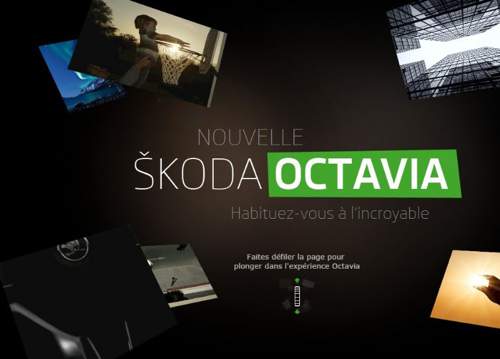 NOUVELLE
ŠKODA OCTAVIA
Habituez-vous à l'incroyable
Faites défiler la page pour
plonger dans l'expérience Octavia